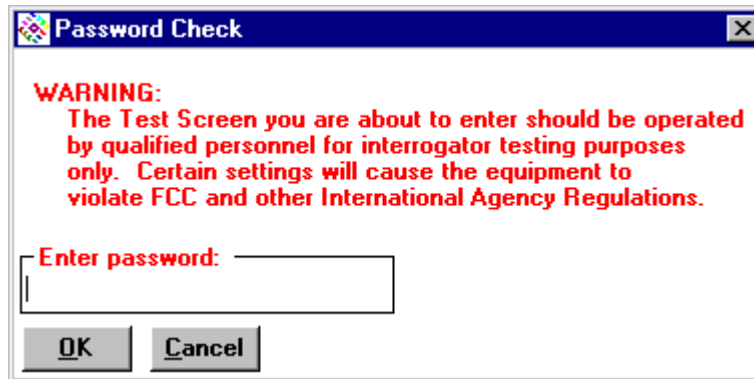 Password Check
WARNING:
The Test Screen you are about to enter should be operated
by qualified personnel for interrogator testing purposes
only.  Certain settings will cause the equipment to
violate FCC and other International Agency Regulations.
Enter password:
OK
Cancel